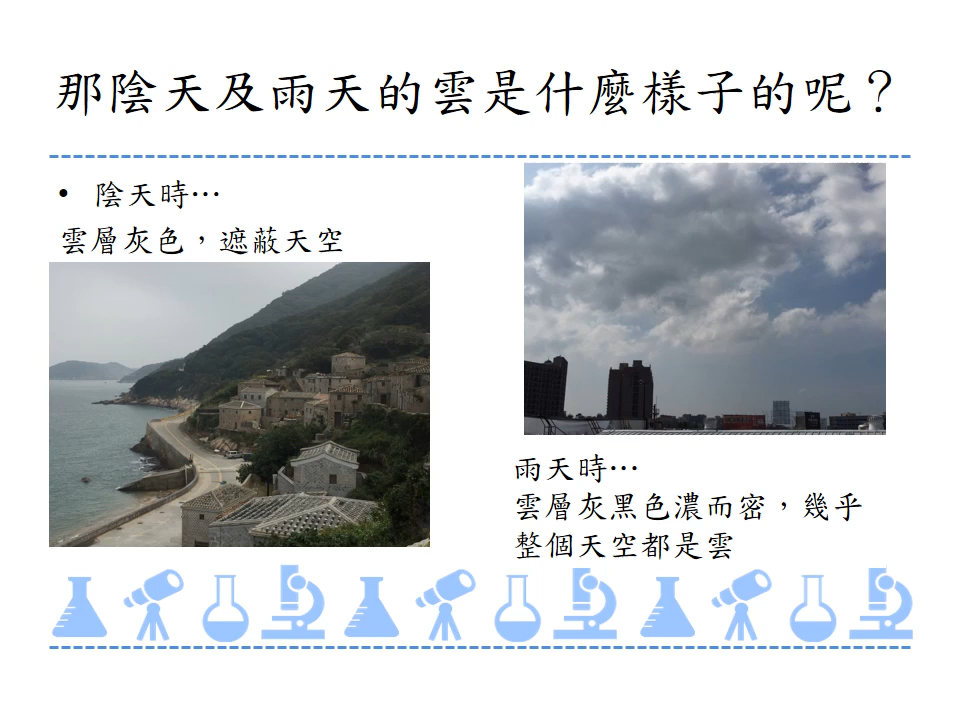 那陰天及雨天的雲是什麼樣子的呢？
• 陰天時…
雲層灰色，遮蔽天空
雨天時…
雲層灰黑色濃而密，幾乎
整個天空都是雲